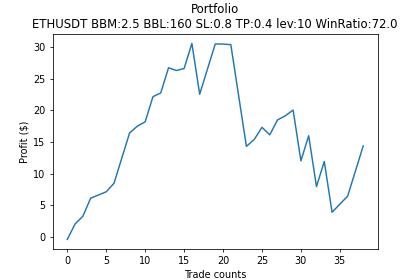 Portfolio
ETHUSDT BBM:2.5 BBL:160 SL:0.8 TP:0.4 lev:10 WinRatio:72.0
30
25
20
15
10
5
0
Profit ($)
0 5 10 15 20 25 30 35
Trade counts